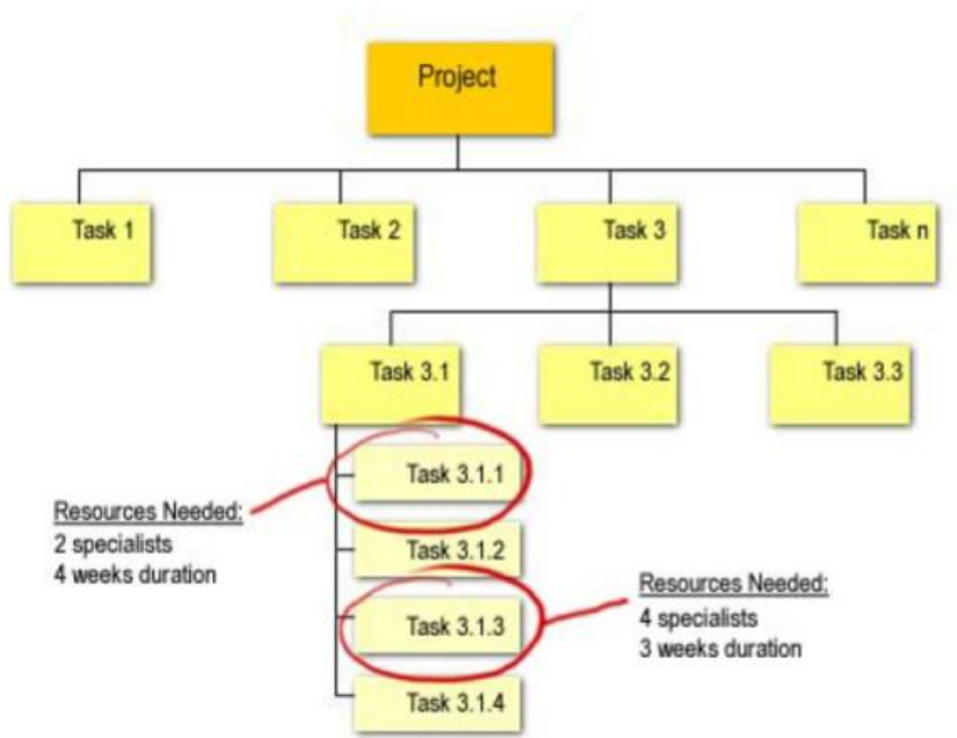 Project
Task 1
Task 2
Task 3
Task n
Task 3.1
Task 3.2
Task 3.3
Task 3.1.1
Resources Needed:
2 specialists
4 weeks duration
Task 3.1.2
Resources Needed:
4 specialists
3 weeks duration
Task 3.1.3
Task 3.1.4